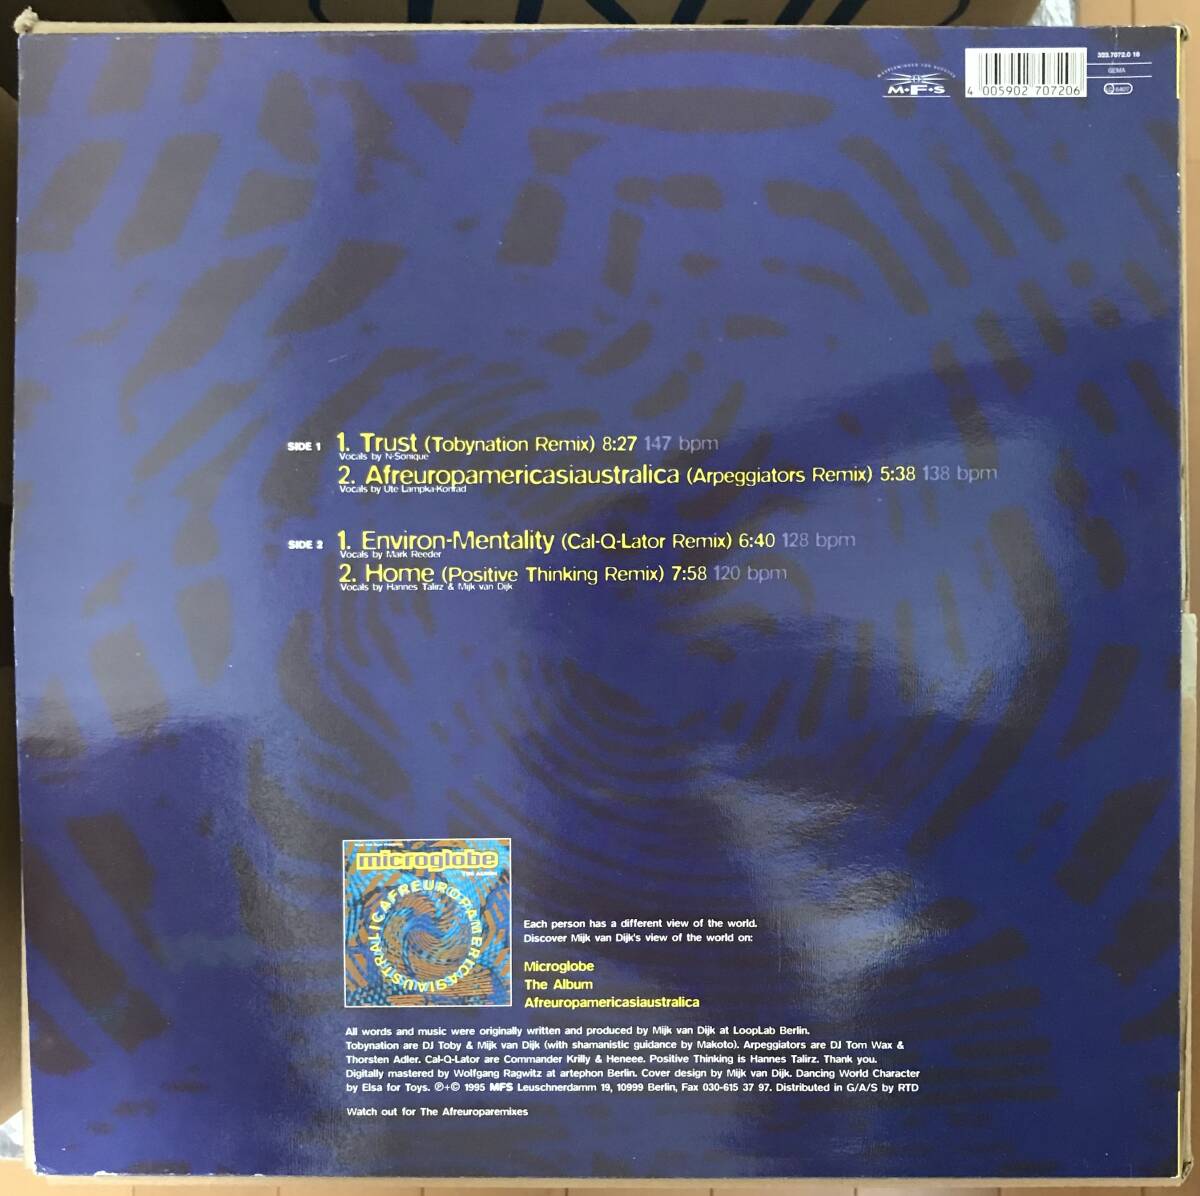 MASTERMINDED FOR SUCCESS
M·F·S
4 005902 707206
323.7072.0 18
GEMA
LC 6407
SIDE 1
1. Trust (Tobynation Remix) 8:27 147 bpm
Vocals by N-Sonique
2. Afreuropamericasiaustralica (Arpeggiators Remix) 5:38 138 bpm
Vocals by Ute Lampka-Konrad
SIDE 2
1. Environ-Mentality (Cal-Q-Lator Remix) 6:40 128 bpm
Vocals by Mark Reeder
2. Home (Positive Thinking Remix) 7:58 120 bpm
Vocals by Hannes Talirz & Mijk van Dijk
microglobe
THE ALBUM
AFREUROPAMERICASIAUSTRALICA
Each person has a different view of the world.
Discover Mijk van Dijk's view of the world on:
Microglobe
The Album
Afreuropamericasiaustralica
All words and music were originally written and produced by Mijk van Dijk at LoopLab Berlin.
Tobynation are DJ Toby & Mijk van Dijk (with shamanistic guidance by Makoto). Arpeggiators are DJ Tom Wax &
Thorsten Adler. Cal-Q-Lator are Commander Krilly & Heneee. Positive Thinking is Hannes Talirz. Thank you.
Digitally mastered by Wolfgang Ragwitz at artephon Berlin. Cover design by Mijk van Dijk. Dancing World Character
by Elsa for Toys. ℗+© 1995 MFS Leuschnerdamm 19, 10999 Berlin, Fax 030-615 37 97. Distributed in G/A/S by RTD
Watch out for The Afreuroparemixes